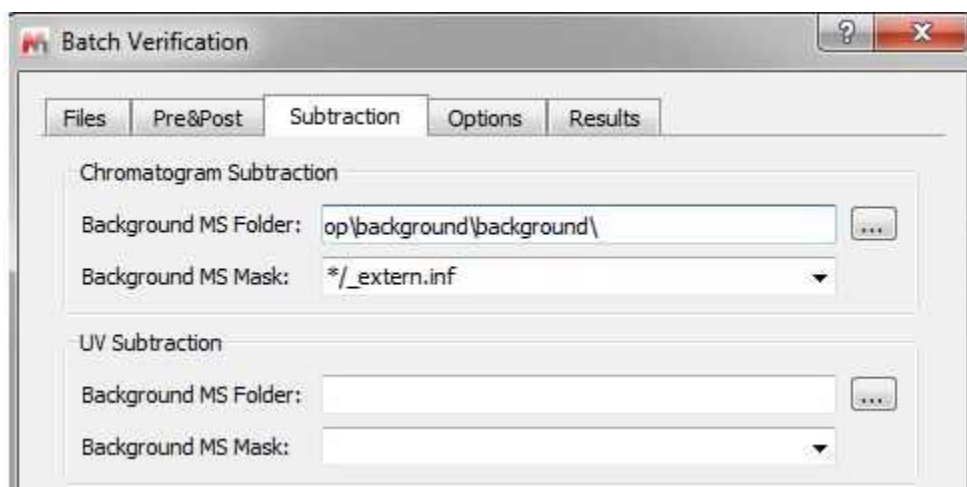 Batch Verification
Files Pre&Post Subtraction Options Results
Chromatogram Subtraction
Background MS Folder: op\background\background\ ...
Background MS Mask: */_extern.inf
UV Subtraction
Background MS Folder: ...
Background MS Mask: